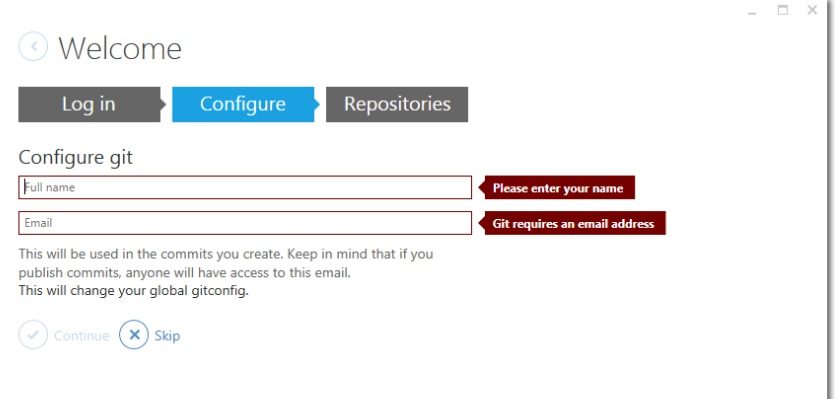 Welcome
Log in
Configure
Repositories
Configure git
Full name
Please enter your name
Email
Git requires an email address
This will be used in the commits you create. Keep in mind that if you
publish commits, anyone will have access to this email.
This will change your global gitconfig.
Continue
Skip